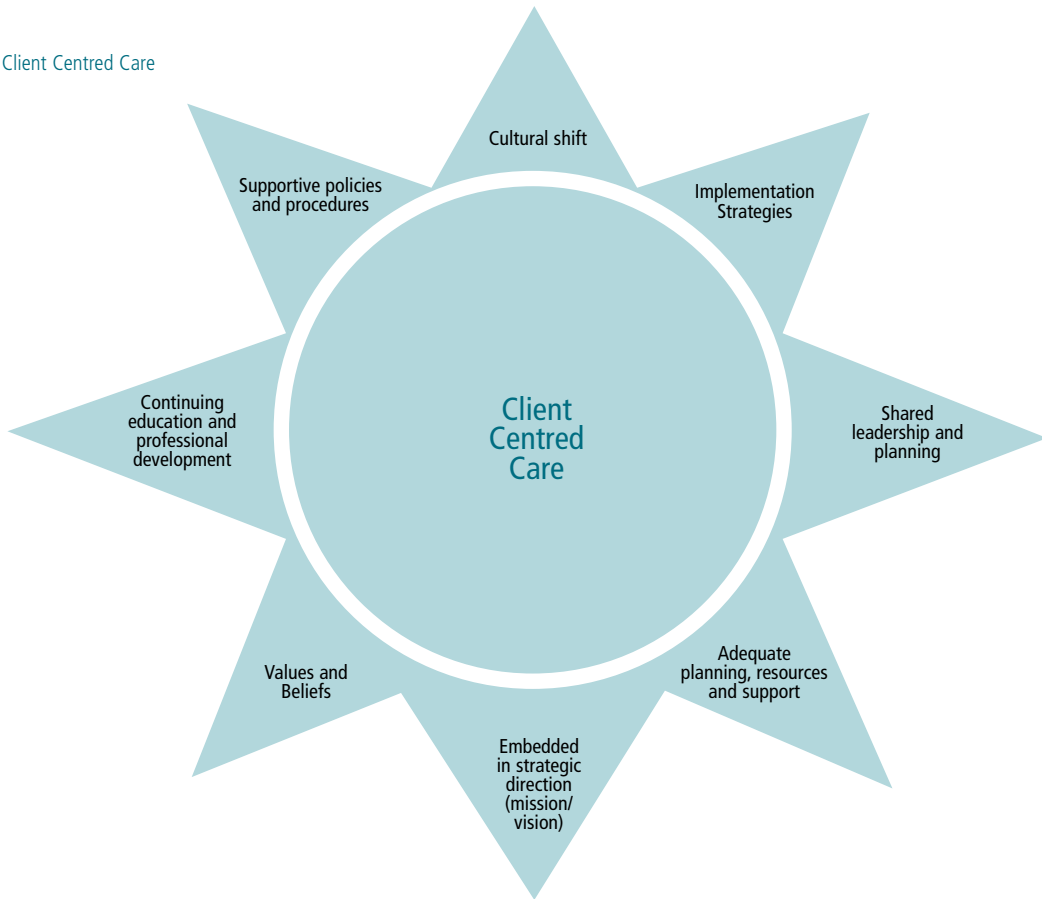 Client Centred Care
Cultural shift
Supportive policies
and procedures
Implementation
Strategies
Continuing
education and
professional
development
Client
Centred
Care
Shared
leadership and
planning
Values and
Beliefs
Adequate
planning, resources
and support
Embedded
in strategic
direction
(mission/
vision)